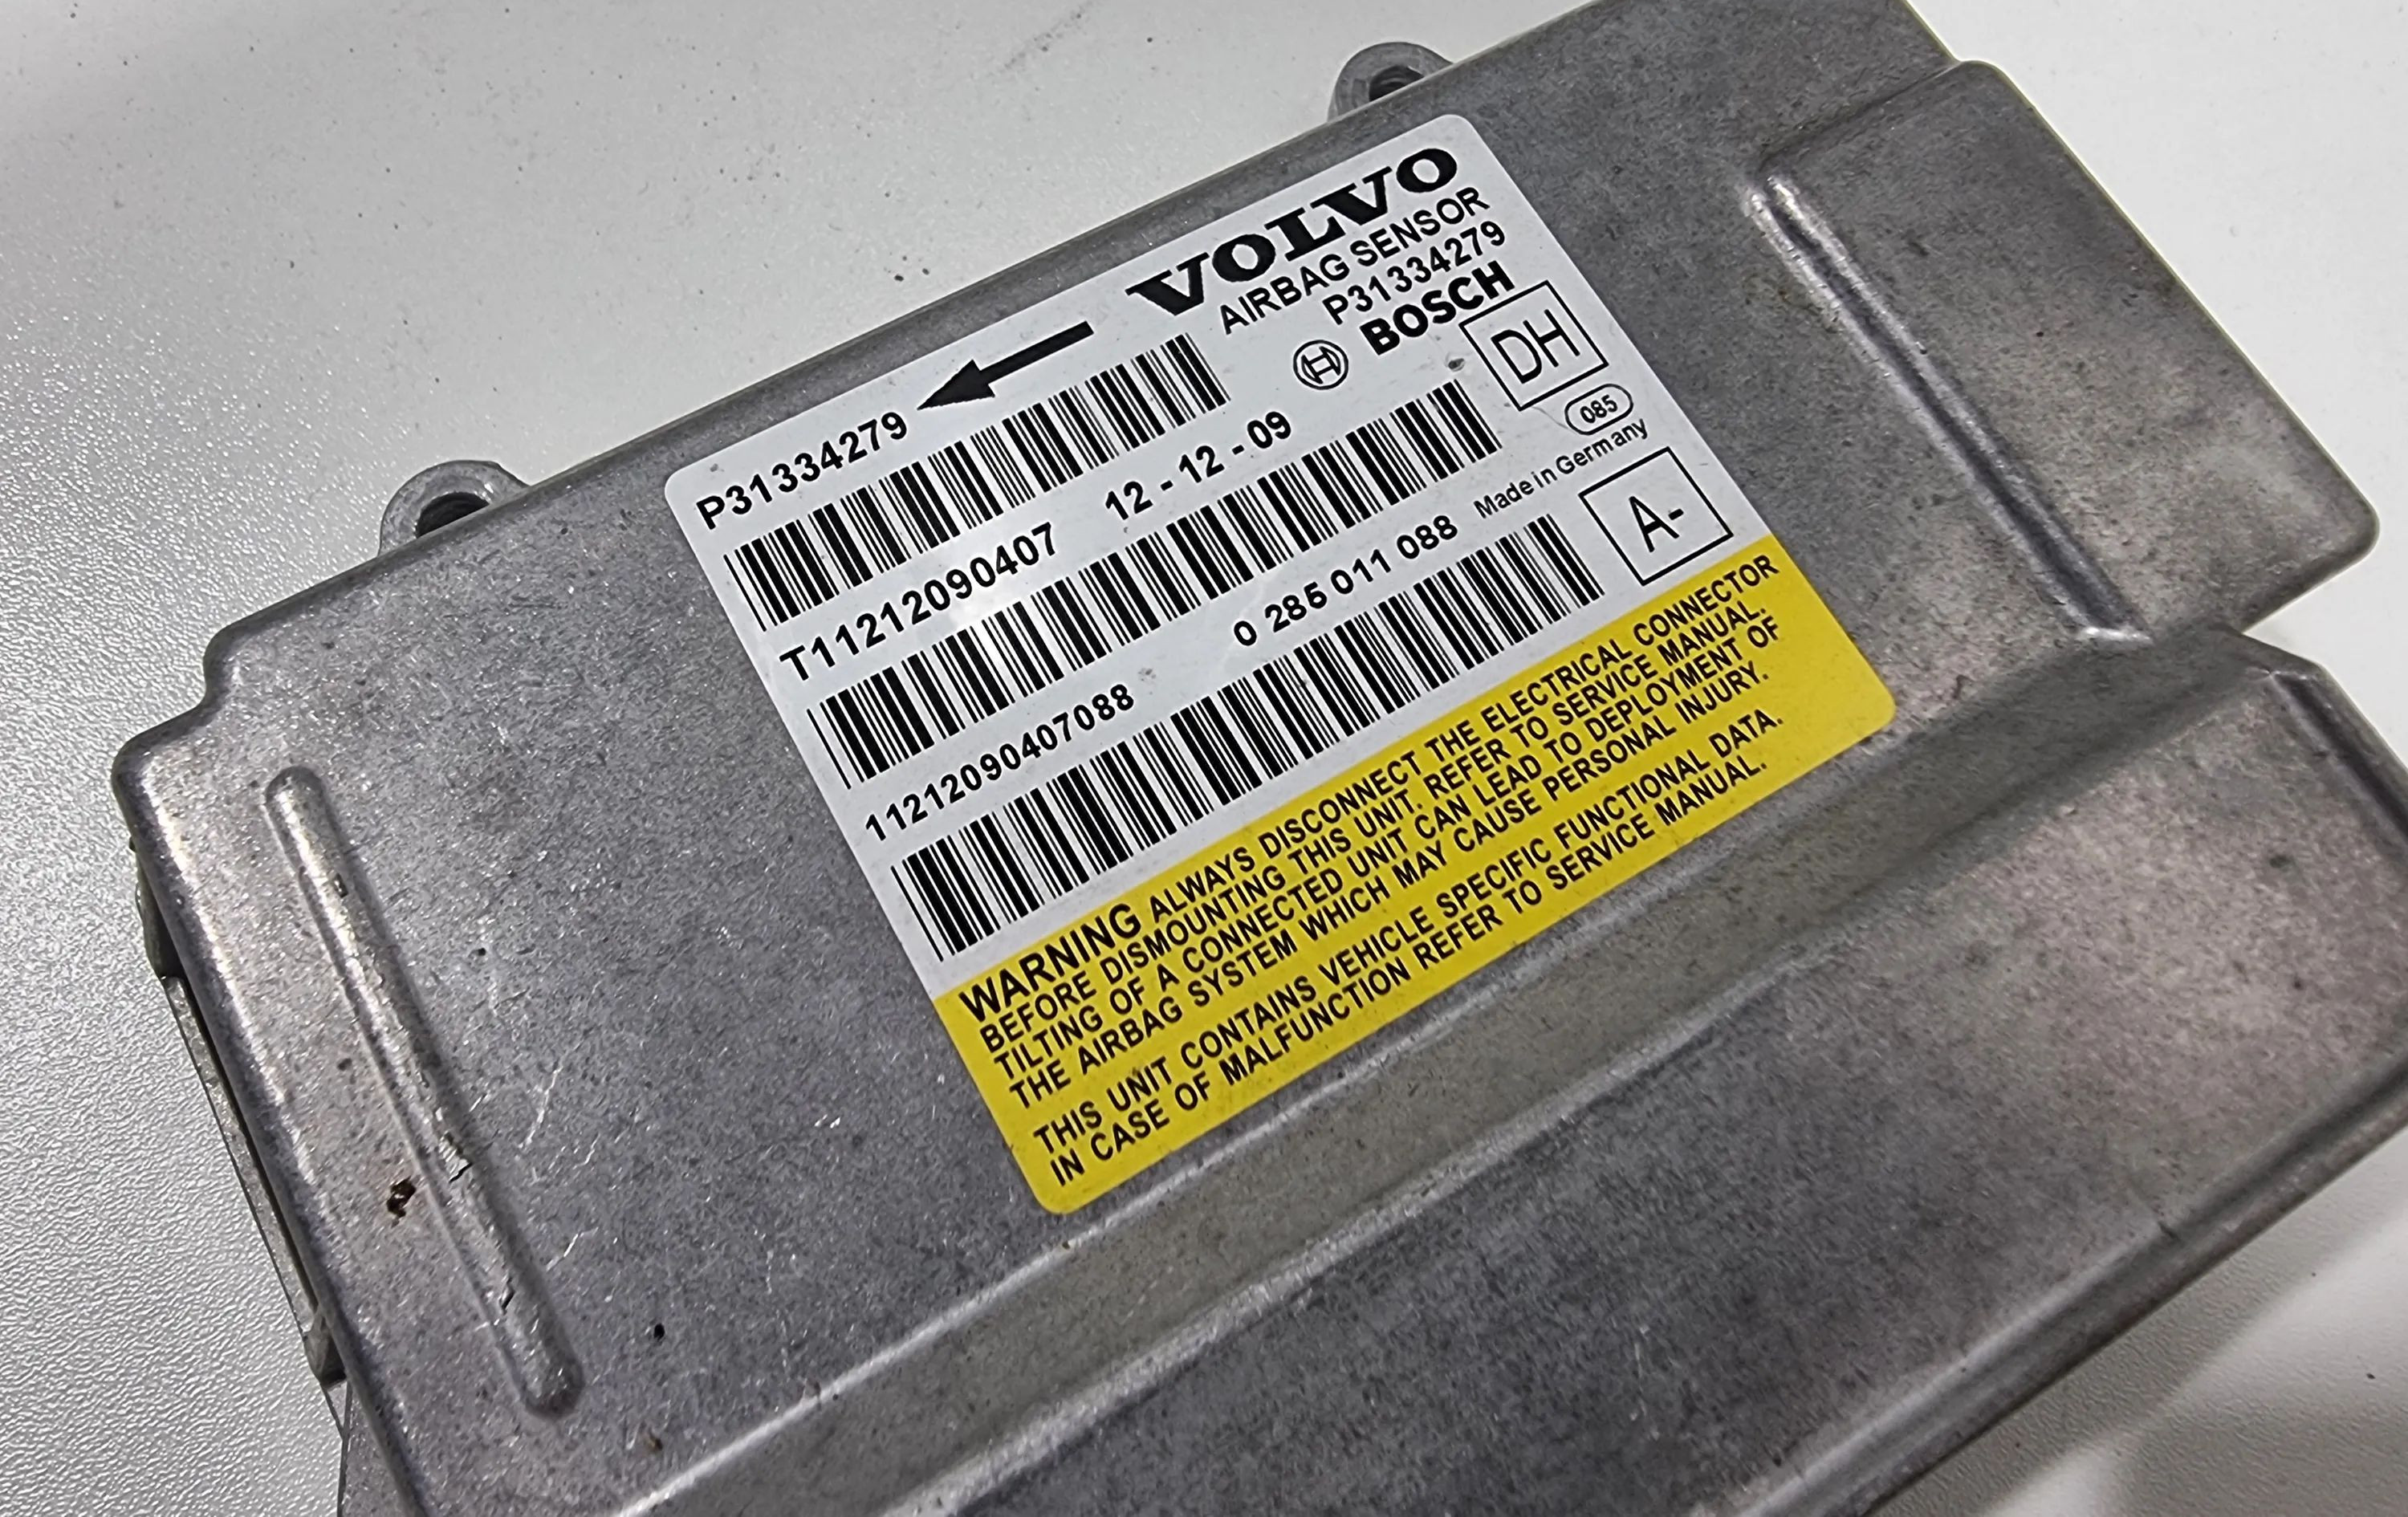 VOLVO
AIRBAG SENSOR
P31334279
BOSCH
P31334279
DH
T11212090407 12 - 12 - 09
085
Made in Germany
11212090407088 0 285 011 088
A-
WARNING ALWAYS DISCONNECT THE ELECTRICAL CONNECTOR
BEFORE DISMOUNTING THIS UNIT. REFER TO SERVICE MANUAL.
TILTING OF A CONNECTED UNIT CAN LEAD TO DEPLOYMENT OF
THE AIRBAG SYSTEM WHICH MAY CAUSE PERSONAL INJURY.
THIS UNIT CONTAINS VEHICLE SPECIFIC FUNCTIONAL DATA.
IN CASE OF MALFUNCTION REFER TO SERVICE MANUAL.